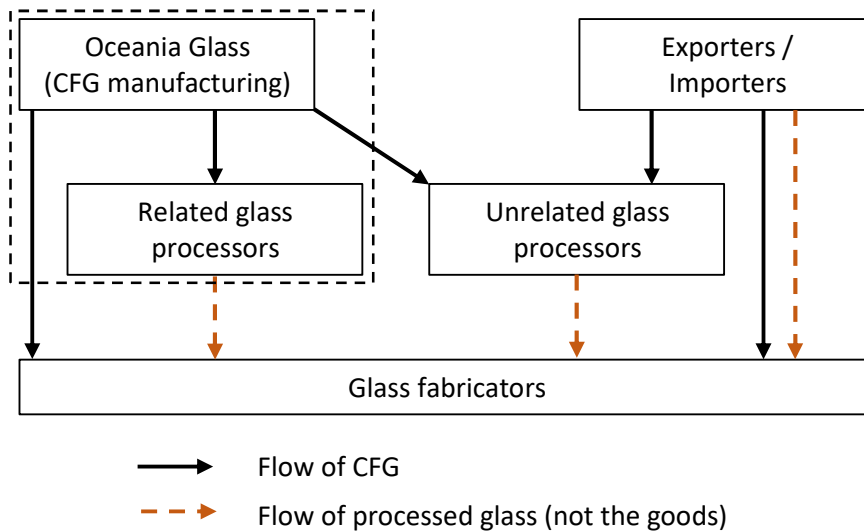 Oceania Glass
(CFG manufacturing)
Exporters /
Importers
Related glass
processors
Unrelated glass
processors
Glass fabricators
Flow of CFG
Flow of processed glass (not the goods)